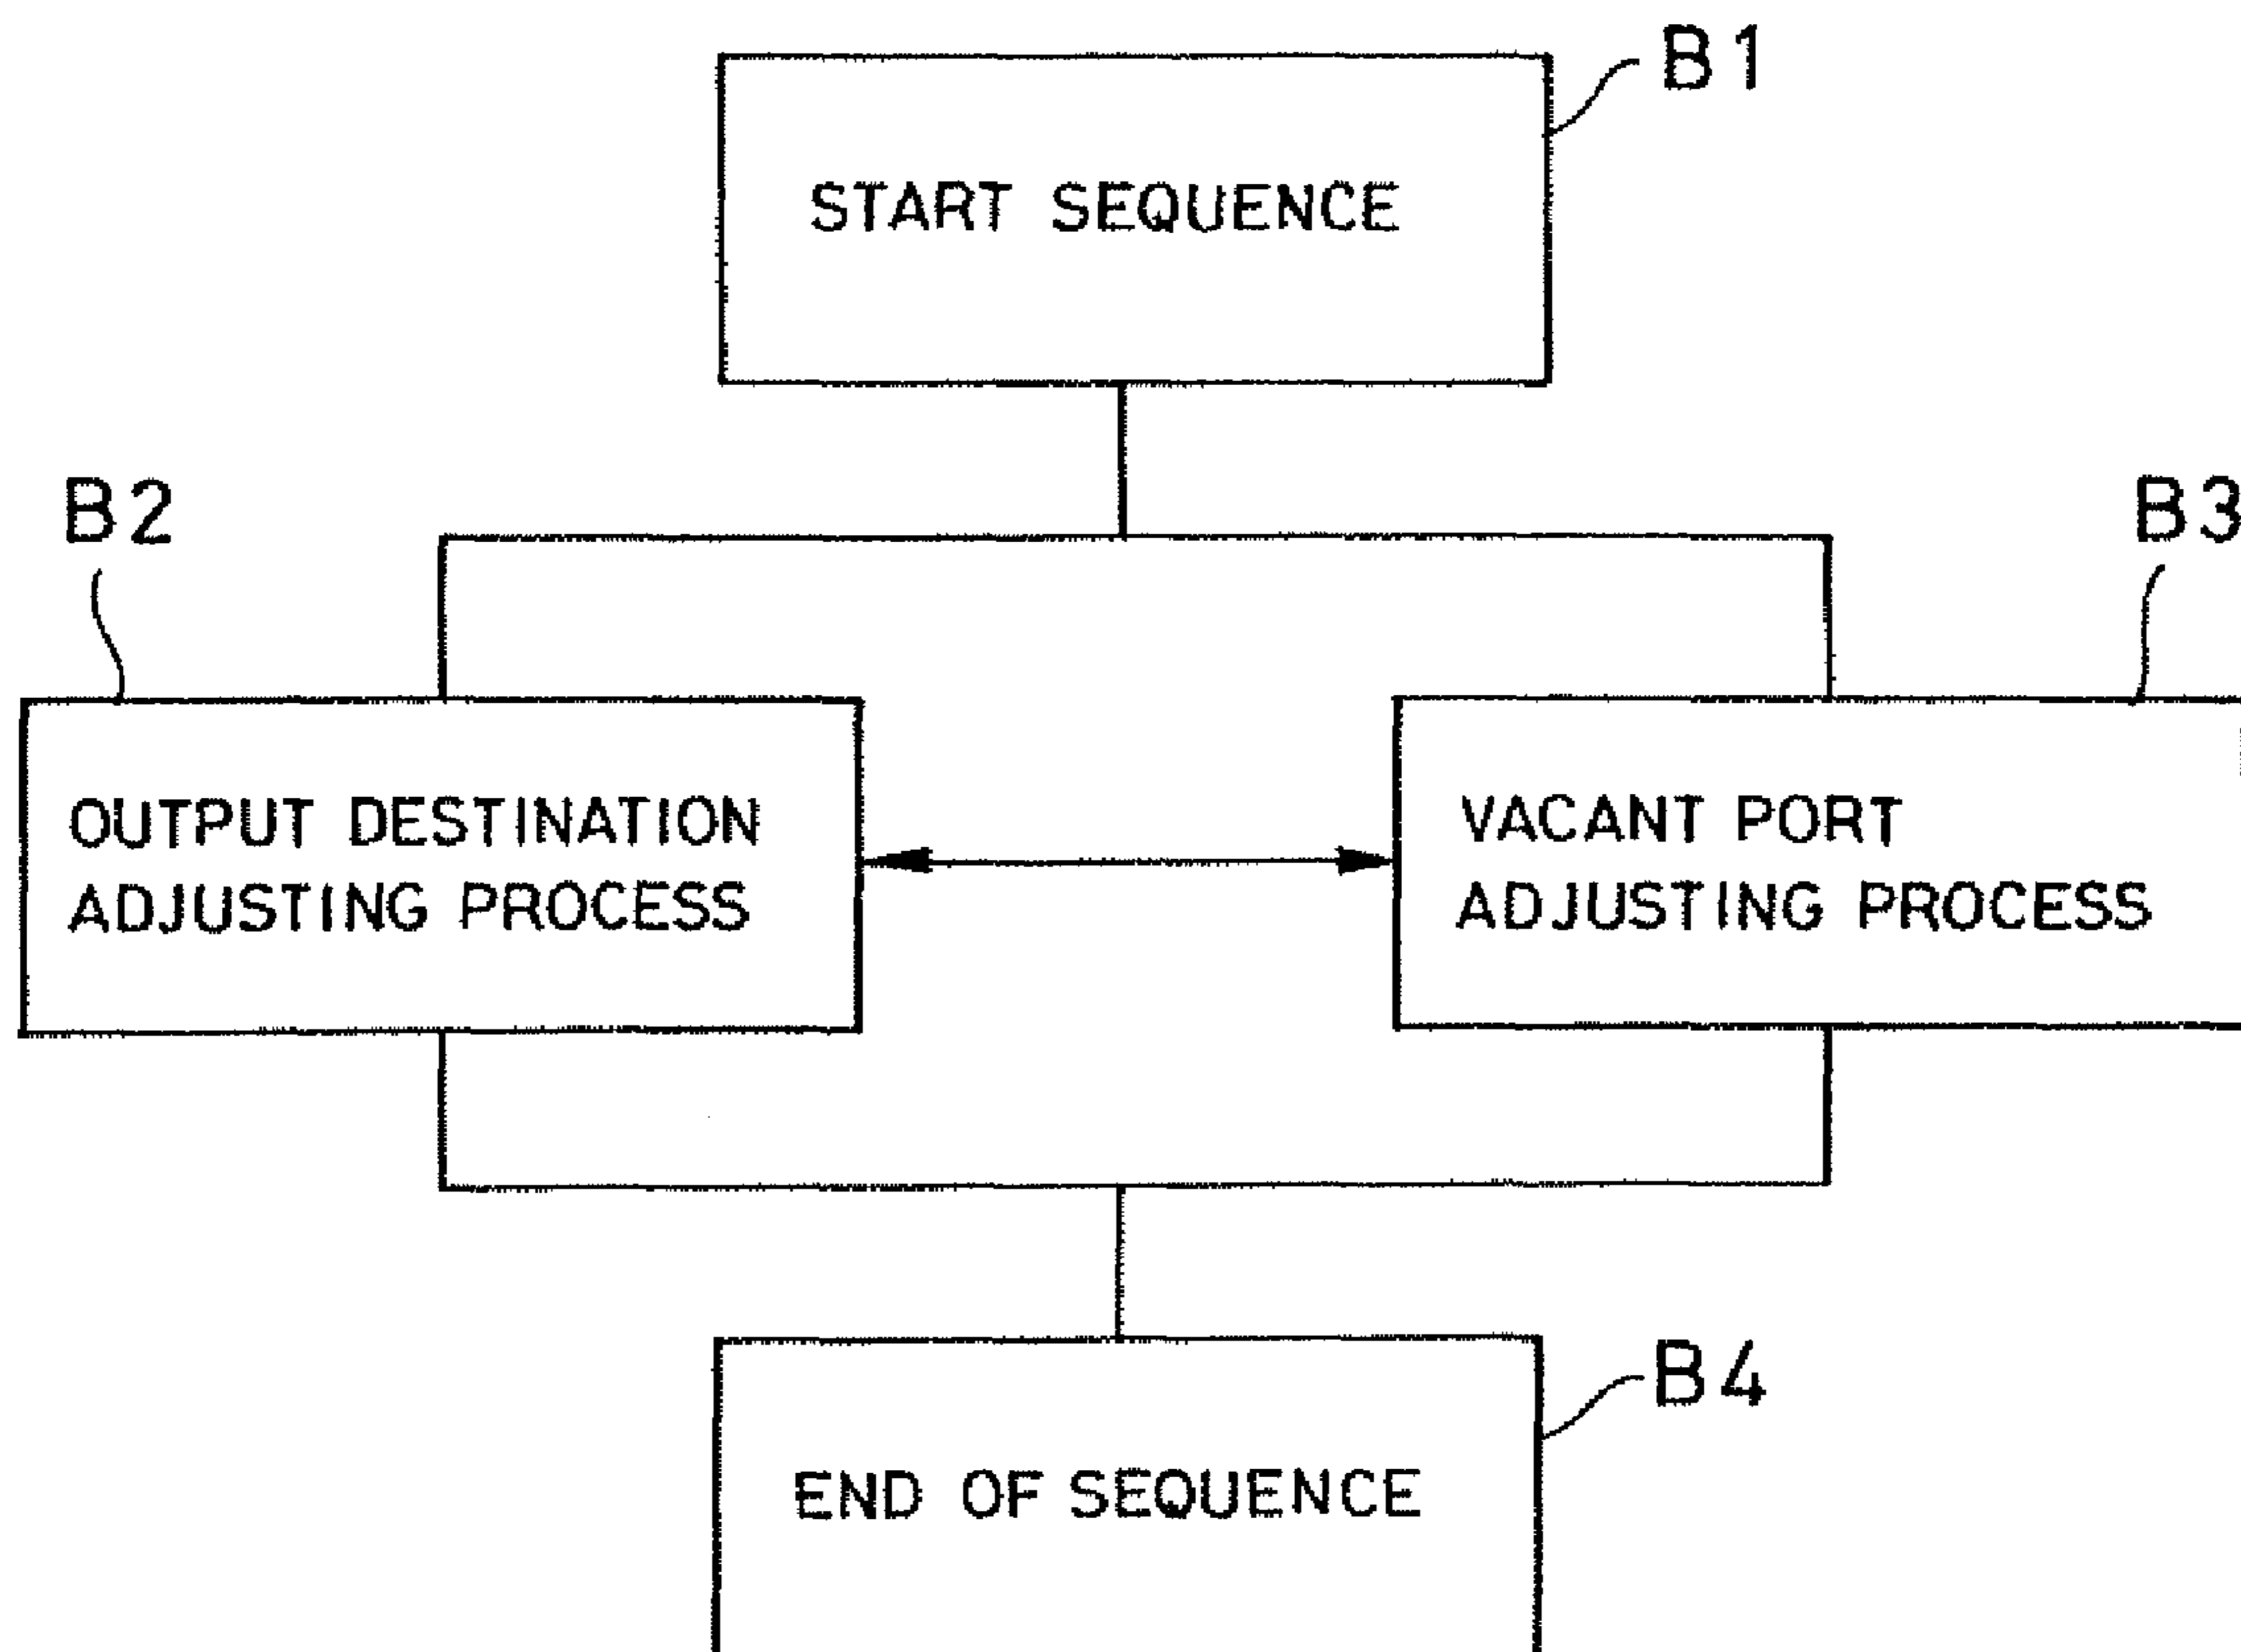 B1
START SEQUENCE
B2
B3
OUTPUT DESTINATION
ADJUSTING PROCESS
VACANT PORT
ADJUSTING PROCESS
B4
END OF SEQUENCE